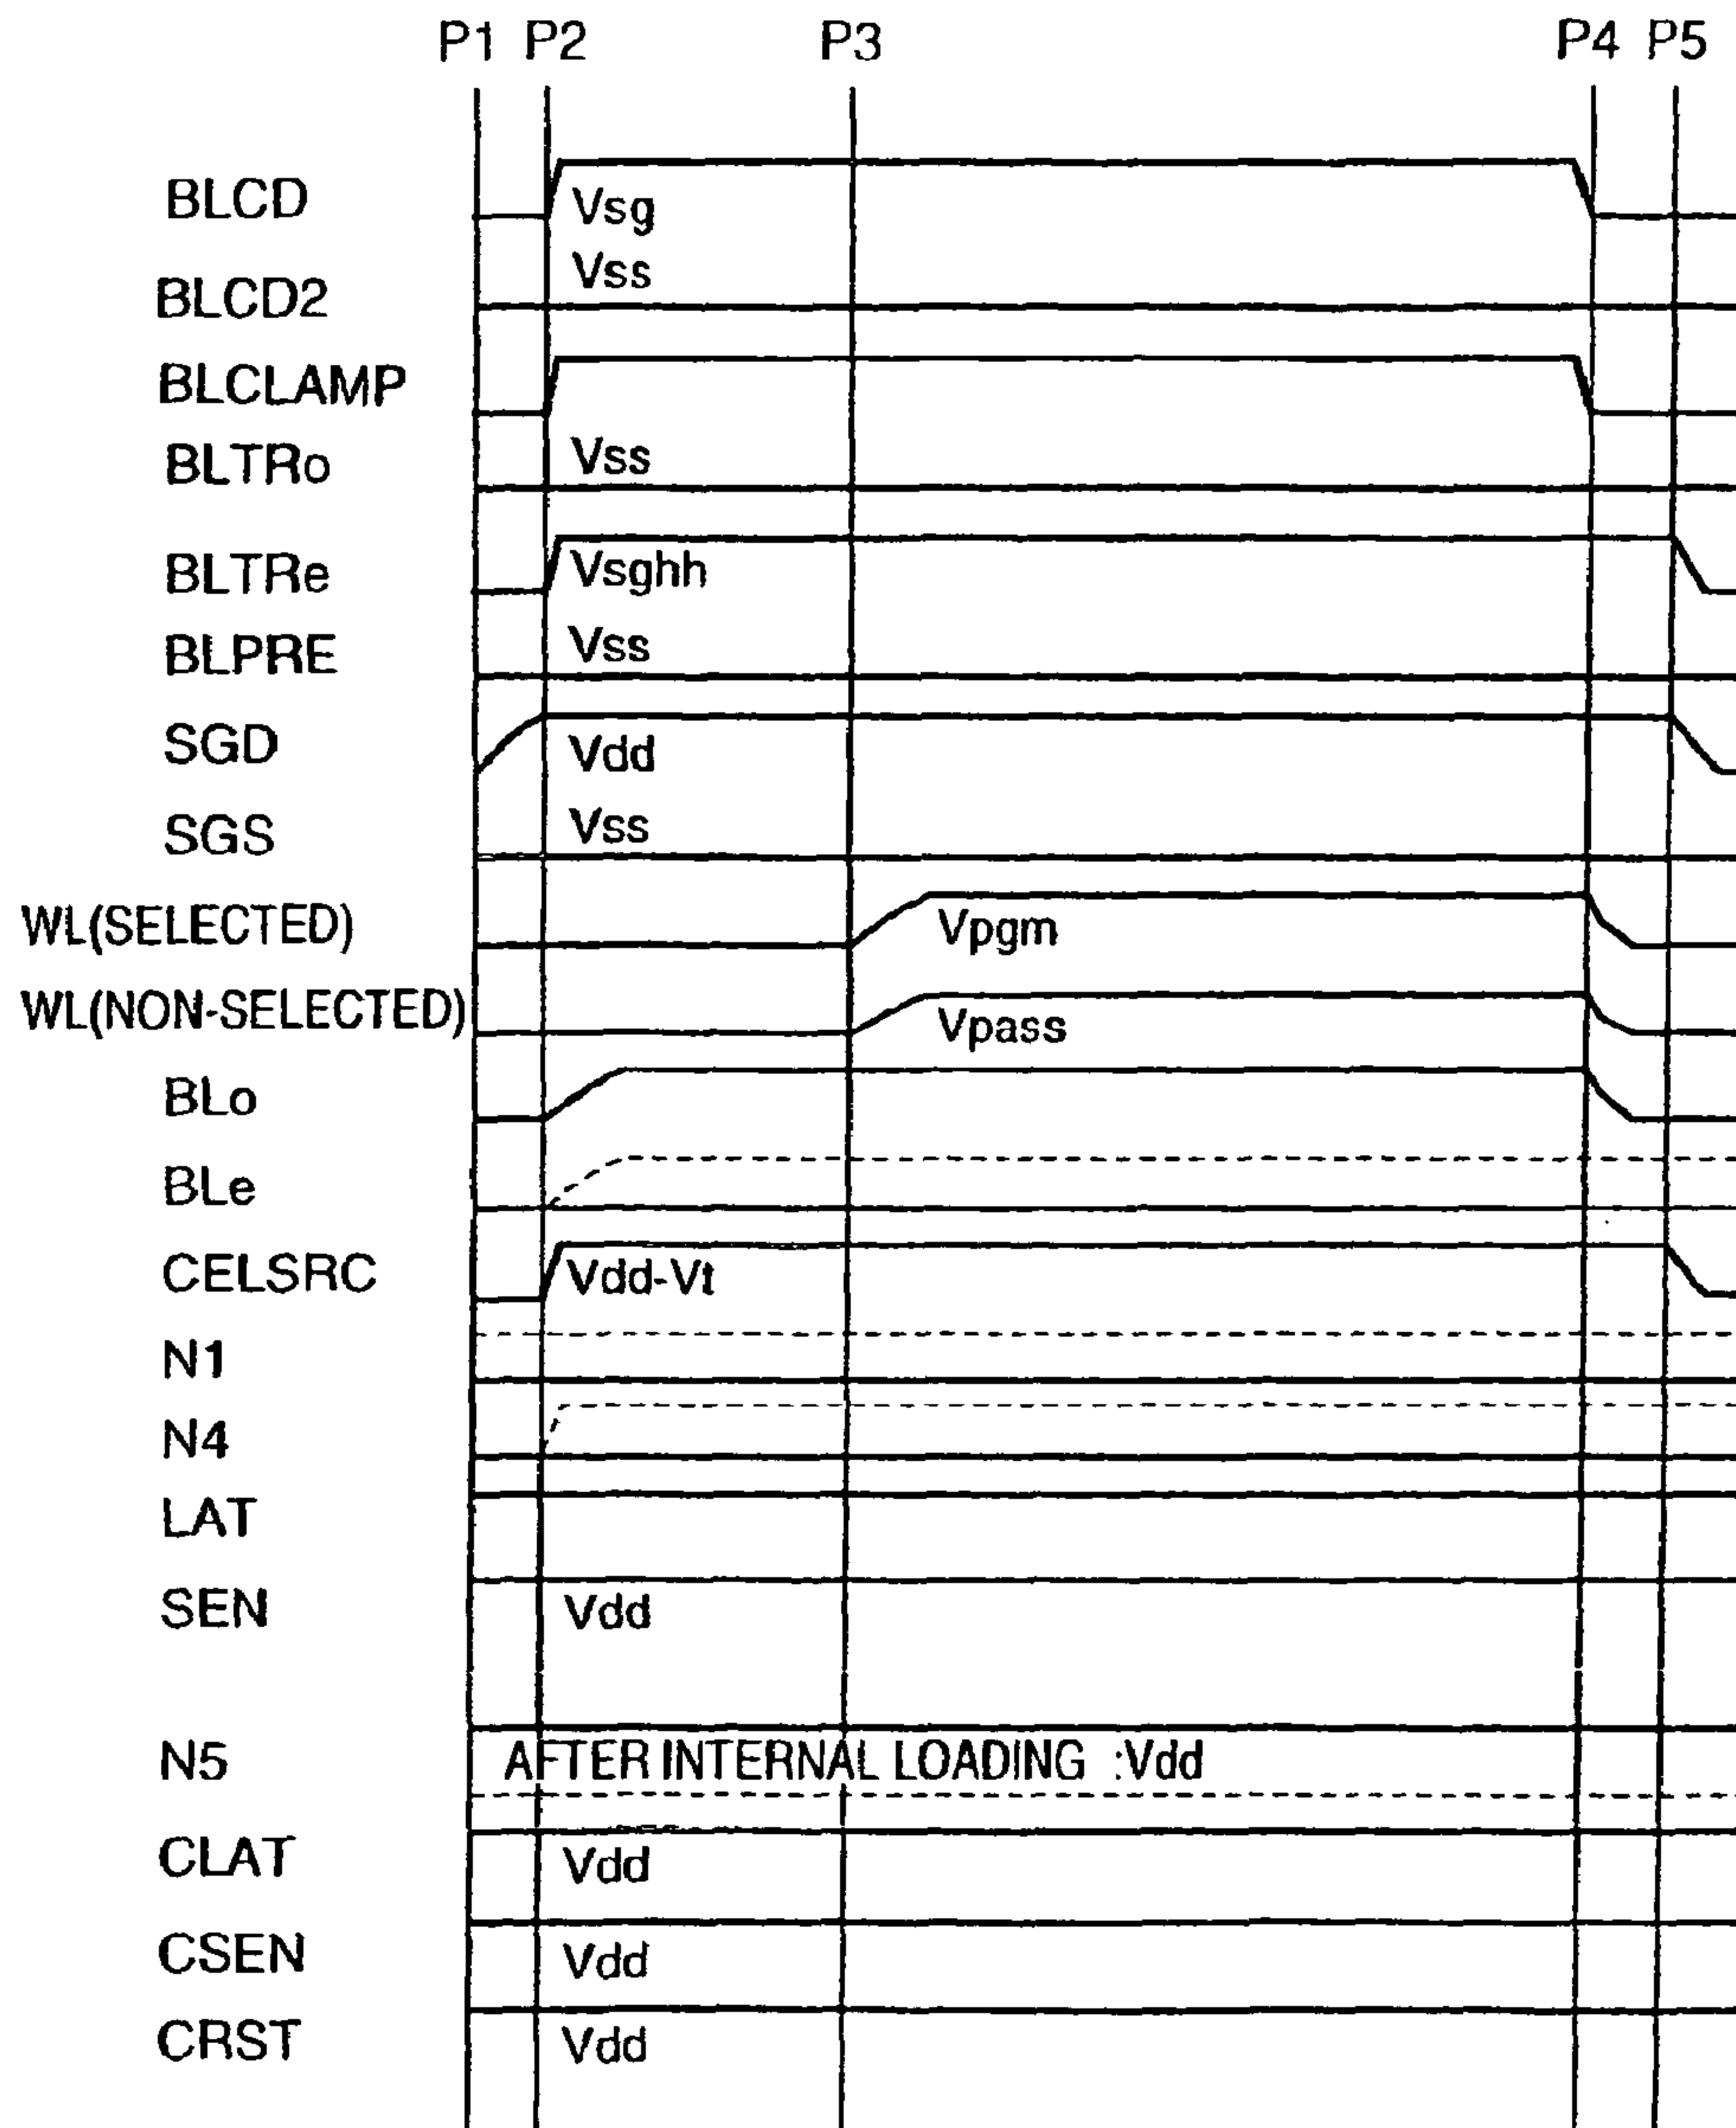 P1 P2 P3 P4 P5
BLCD Vsg
BLCD2 Vss
BLCLAMP
BLTRo Vss
BLTRe Vsghh
BLPRE Vss
SGD Vdd
SGS Vss
WL(SELECTED) Vpgm
WL(NON-SELECTED) Vpass
BLo
BLe
CELSRC Vdd-Vt
N1
N4
LAT
SEN Vdd
N5 AFTER INTERNAL LOADING :Vdd
CLAT Vdd
CSEN Vdd
CRST Vdd